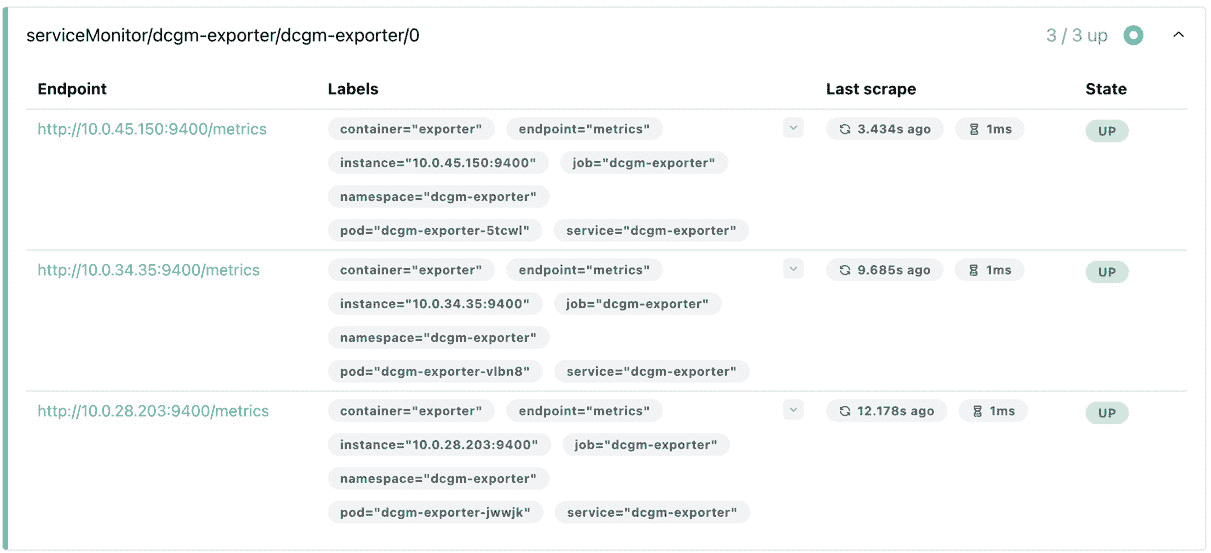 serviceMonitor/dcgm-exporter/dcgm-exporter/0 3 / 3 up
Endpoint Labels Last scrape State
http://10.0.45.150:9400/metrics container="exporter" endpoint="metrics" 3.434s ago 1ms UP
instance="10.0.45.150:9400" job="dcgm-exporter"
namespace="dcgm-exporter"
pod="dcgm-exporter-5tcwl" service="dcgm-exporter"
http://10.0.34.35:9400/metrics container="exporter" endpoint="metrics" 9.685s ago 1ms UP
instance="10.0.34.35:9400" job="dcgm-exporter"
namespace="dcgm-exporter"
pod="dcgm-exporter-vlbn8" service="dcgm-exporter"
http://10.0.28.203:9400/metrics container="exporter" endpoint="metrics" 12.178s ago 1ms UP
instance="10.0.28.203:9400" job="dcgm-exporter"
namespace="dcgm-exporter"
pod="dcgm-exporter-jwwjk" service="dcgm-exporter"